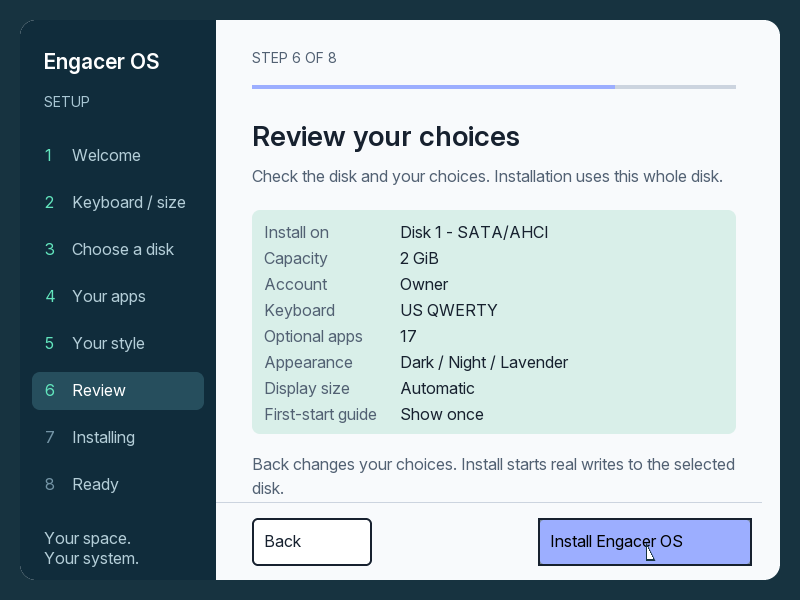 Engacer OS
SETUP
1 Welcome
2 Keyboard / size
3 Choose a disk
4 Your apps
5 Your style
6 Review
7 Installing
8 Ready
Your space.
Your system.
STEP 6 OF 8
Review your choices
Check the disk and your choices. Installation uses this whole disk.
Install on Disk 1 - SATA/AHCI
Capacity 2 GiB
Account Owner
Keyboard US QWERTY
Optional apps 17
Appearance Dark / Night / Lavender
Display size Automatic
First-start guide Show once
Back changes your choices. Install starts real writes to the selected
disk.
Back
Install Engacer OS